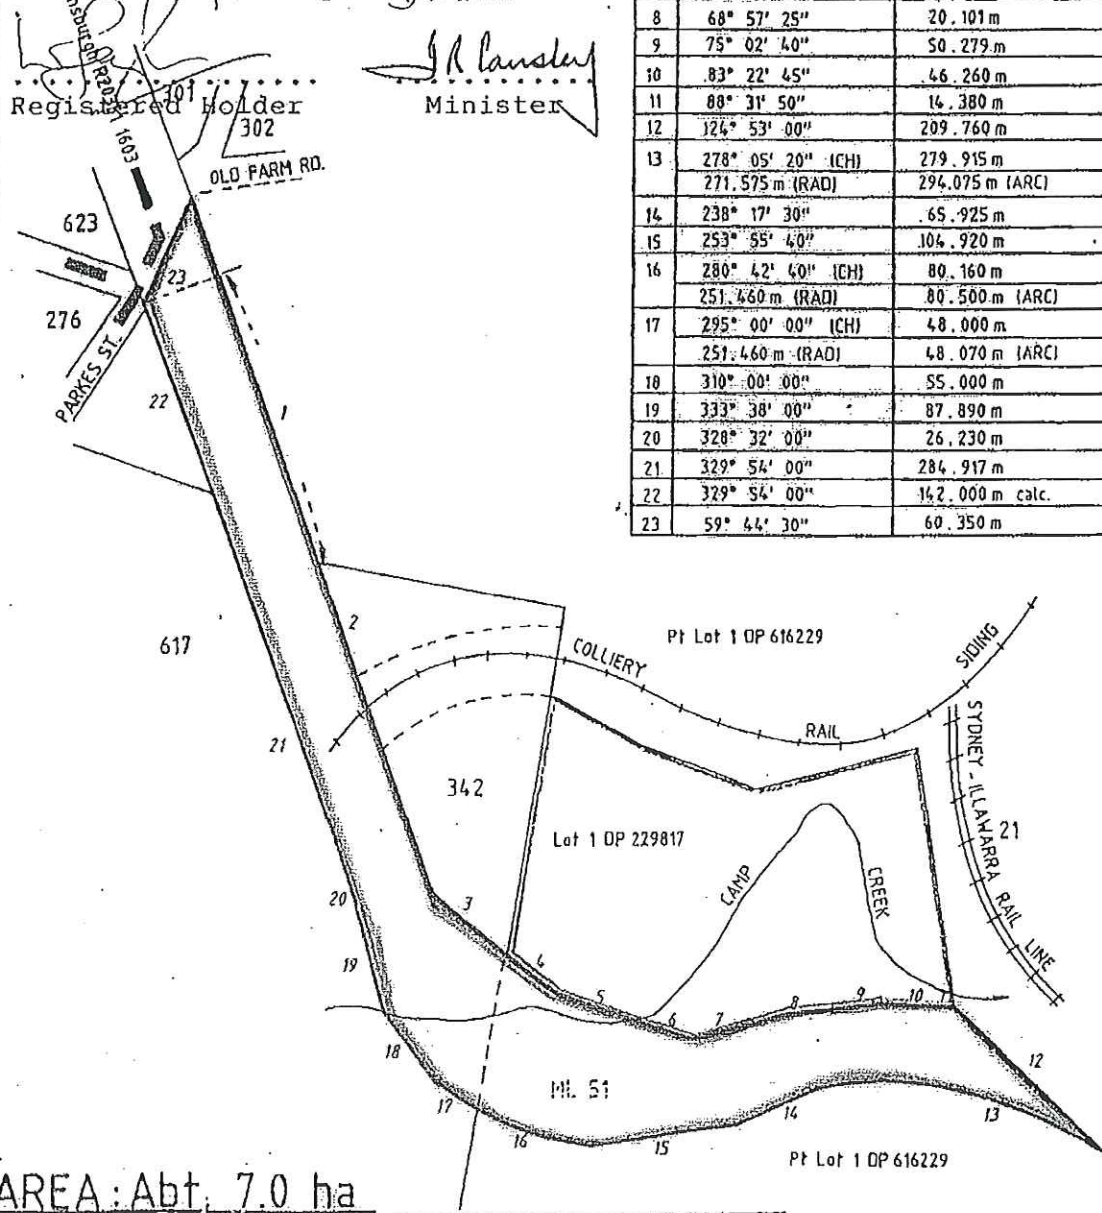 Registered Holder
Minister
8 68° 57' 25" 20.101 m
9 75° 02' 40" 50.279 m
10 83° 22' 45" 46.260 m
11 88° 31' 50" 14.380 m
12 124° 53' 00" 209.760 m
13 278° 05' 20" (CH) 279.915 m
271.575 m (RAD) 294.075 m (ARC)
14 238° 17' 30" 65.925 m
15 253° 55' 40" 104.920 m
16 280° 42' 40" (CH) 80.160 m
251.460 m (RAD) 80.500 m (ARC)
17 295° 00' 00" (CH) 48.000 m
251.460 m (RAD) 48.070 m (ARC)
18 310° 00' 00" 55.000 m
19 333° 38' 00" 87.890 m
20 328° 32' 00" 26.230 m
21 329° 54' 00" 284.917 m
22 329° 54' 00" 142.000 m calc.
23 59° 44' 30" 60.350 m
1603
301
302
OLD FARM RD.
623
23
276
PARKES ST.
22
1
2
617
Pt Lot 1 DP 616229
COLLIERY
RAIL
SIDING
SYDNEY - ILLAWARRA RAIL LINE
21
21
342
Lot 1 DP 229817
CAMP
CREEK
20
3
4
19
5
6
7
8
9
10
18
12
17
ML 51
13
14
16
15
Pt Lot 1 DP 616229
AREA: Abt. 7.0 ha